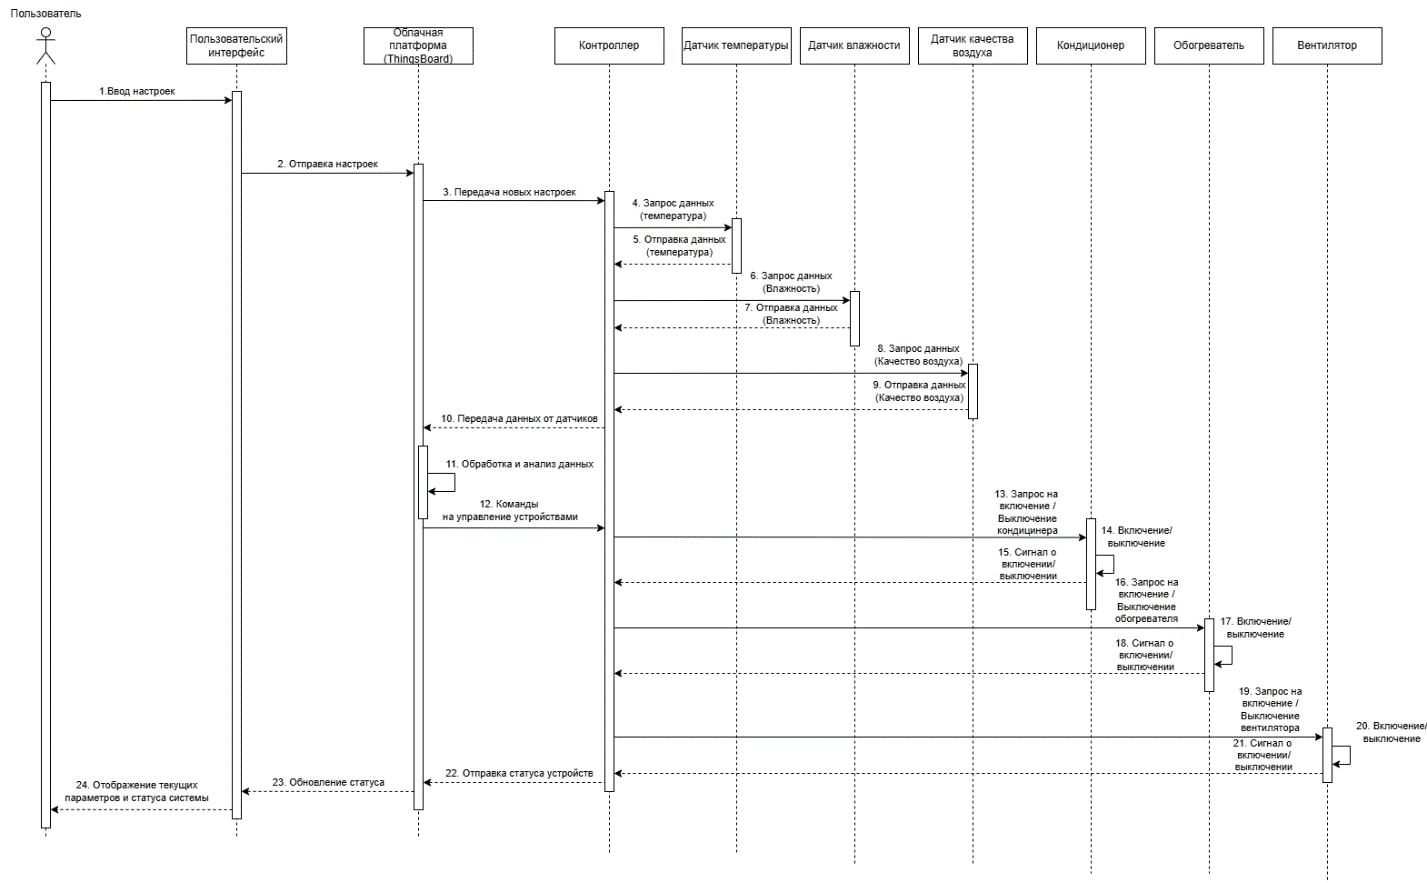 Пользователь
Пользовательский
интерфейс
Облачная
платформа
(ThingsBoard)
Контроллер
Датчик температуры
Датчик влажности
Датчик качества
воздуха
Кондиционер
Обогреватель
Вентилятор
1.Ввод настроек
2. Отправка настроек
3. Передача новых настроек
4. Запрос данных
(температура)
5. Отправка данных
(температура)
6. Запрос данных
(Влажность)
7. Отправка данных
(Влажность)
8. Запрос данных
(Качество воздуха)
9. Отправка данных
(Качество воздуха)
10. Передача данных от датчиков
11. Обработка и анализ данных
12. Команды
на управление устройствами
13. Запрос на
включение /
Выключение
кондицинера
14. Включение/
выключение
15. Сигнал о
включении/
выключении
16. Запрос на
включение /
Выключение
обогревателя
17. Включение/
выключение
18. Сигнал о
включении/
выключении
19. Запрос на
включение /
Выключение
вентилятора
20. Включение/
выключение
21. Сигнал о
включении/
выключении
22. Отправка статуса устройств
23. Обновление статуса
24. Отображение текущих
параметров и статуса системы